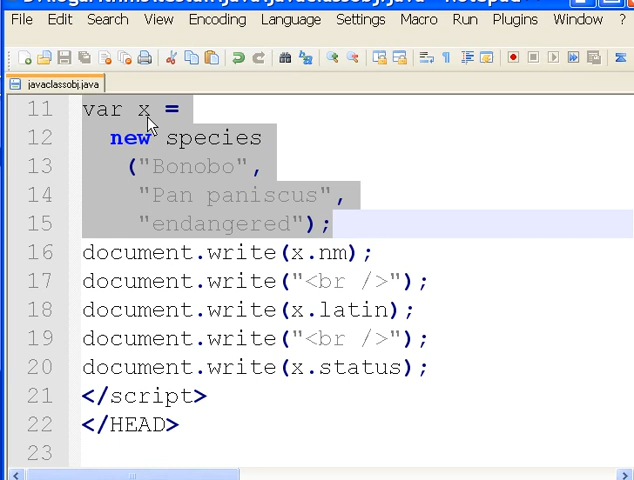 File Edit Search View Encoding Language Settings Macro Run Plugins Window ?
javaclassobj.java
11 var x =
12 new species
13 ("Bonobo",
14 "Pan paniscus",
15 "endangered");
16 document.write(x.nm);
17 document.write("<br />");
18 document.write(x.latin);
19 document.write("<br />");
20 document.write(x.status);
21 </script>
22 </HEAD>
23